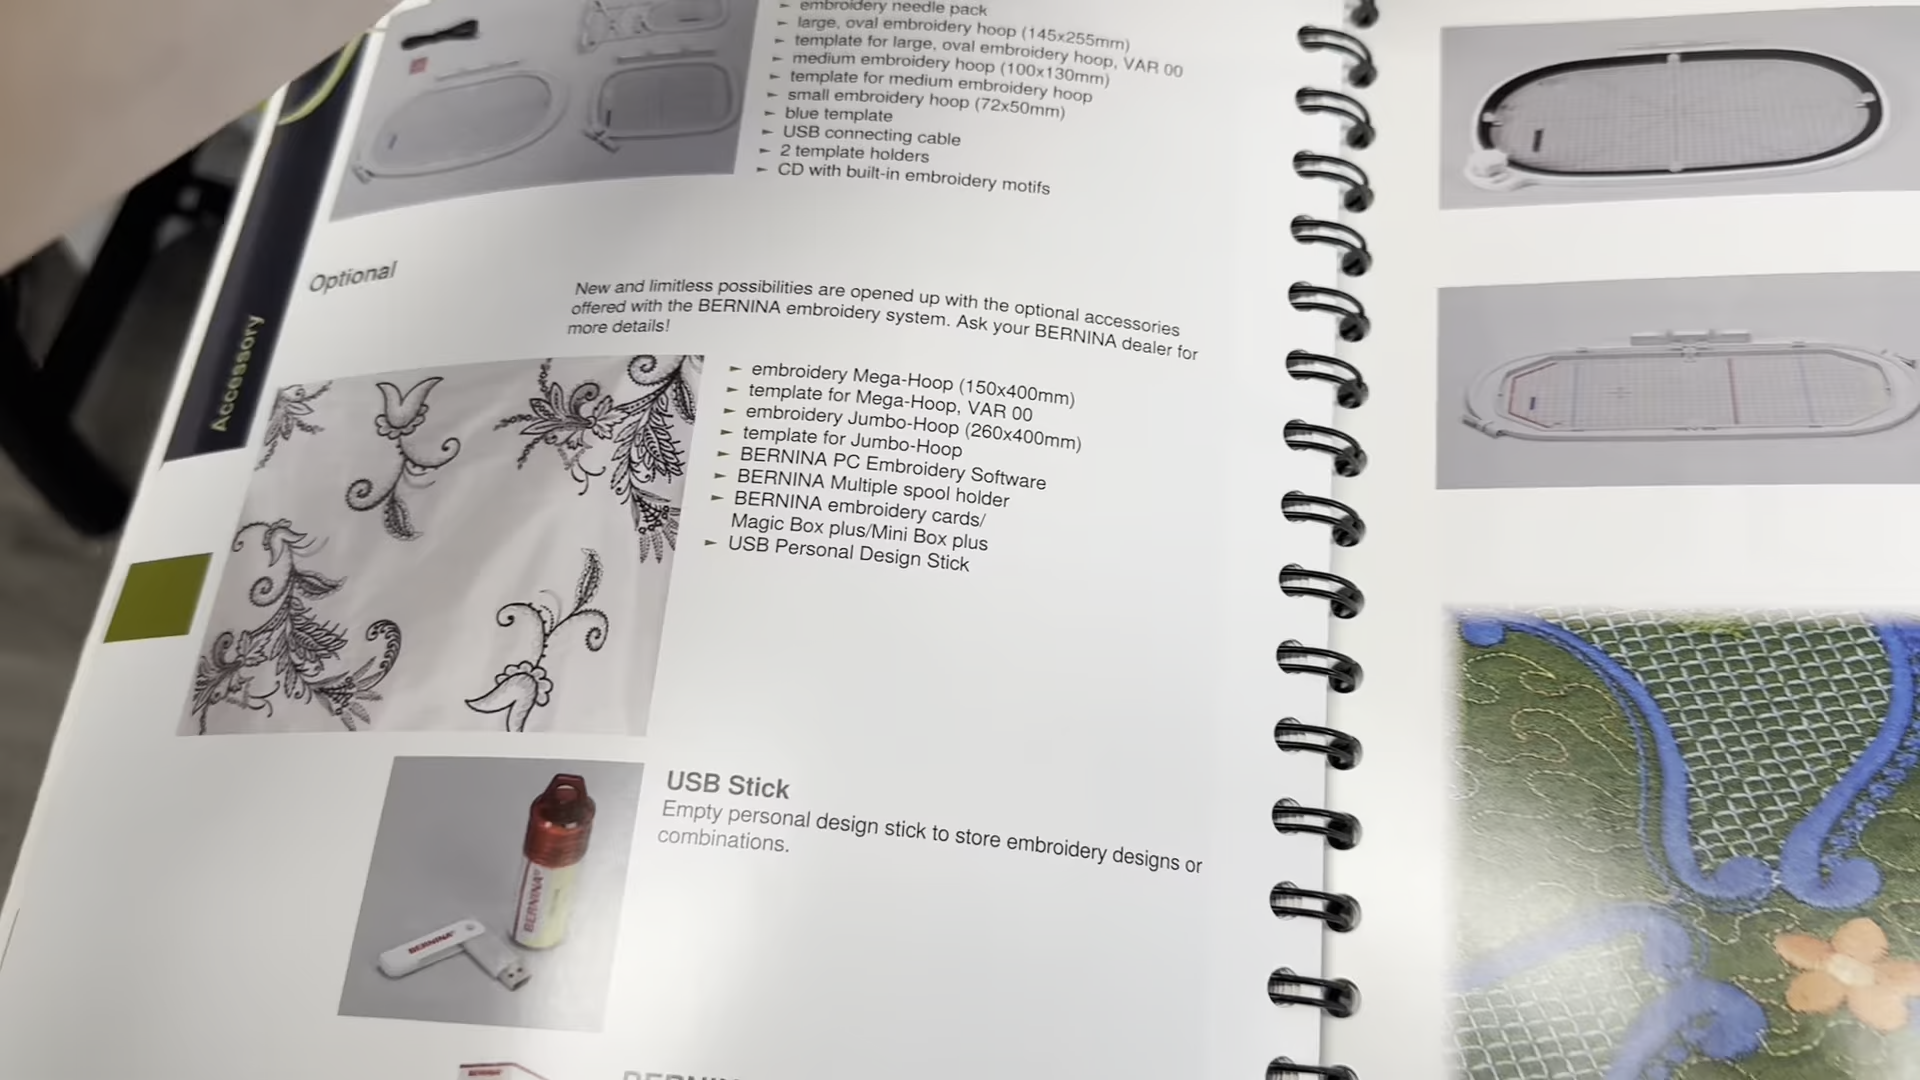 embroidery needle pack
► large, oval embroidery hoop (145x255mm)
► template for large, oval embroidery hoop, VAR 00
► medium embroidery hoop (100x130mm)
► template for medium embroidery hoop
► small embroidery hoop (72x50mm)
► blue template
► USB connecting cable
► 2 template holders
► CD with built-in embroidery motifs
Accessory
Optional
New and limitless possibilities are opened up with the optional accessories
offered with the BERNINA embroidery system. Ask your BERNINA dealer for
more details!
► embroidery Mega-Hoop (150x400mm)
► template for Mega-Hoop, VAR 00
► embroidery Jumbo-Hoop (260x400mm)
► template for Jumbo-Hoop
► BERNINA PC Embroidery Software
► BERNINA Multiple spool holder
► BERNINA embroidery cards/
Magic Box plus/Mini Box plus
► USB Personal Design Stick
BERNINA
BERNINA
USB Stick
Empty personal design stick to store embroidery designs or
combinations.